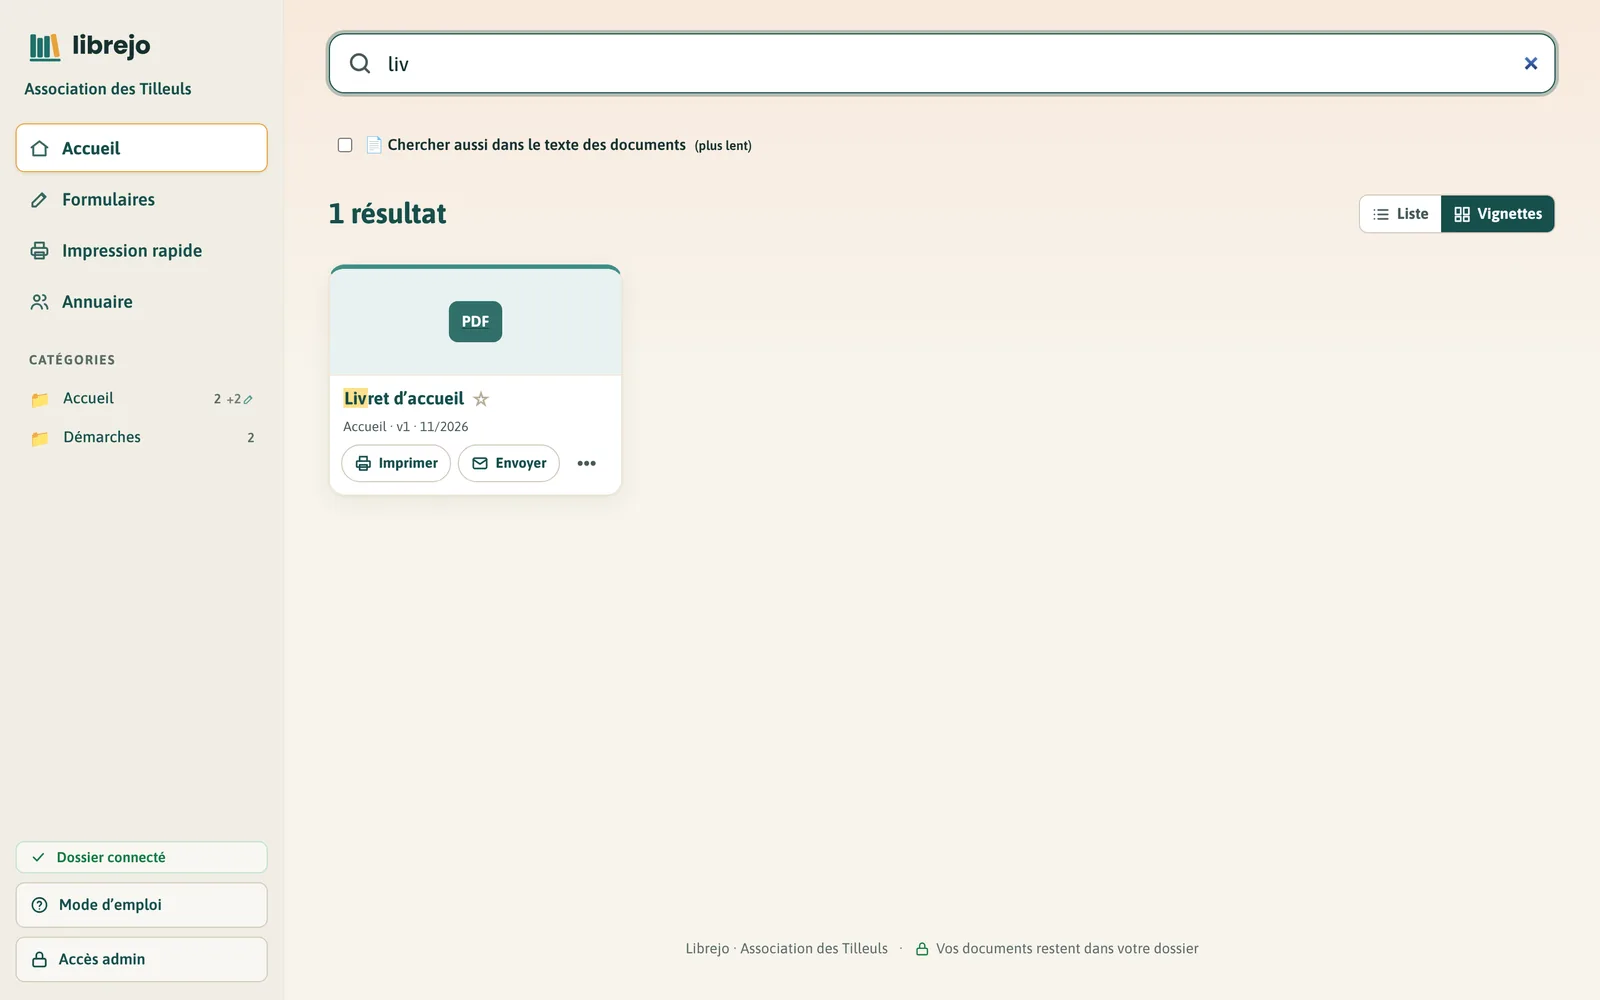 librejo
Association des Tilleuls
Accueil
Formulaires
Impression rapide
Annuaire
CATÉGORIES
Accueil 2 +2
Démarches 2
Dossier connecté
Mode d’emploi
Accès admin
liv
Chercher aussi dans le texte des documents (plus lent)
1 résultat
Liste Vignettes
PDF
Livret d’accueil
Accueil · v1 · 11/2026
Imprimer Envoyer
Librejo · Association des Tilleuls · Vos documents restent dans votre dossier